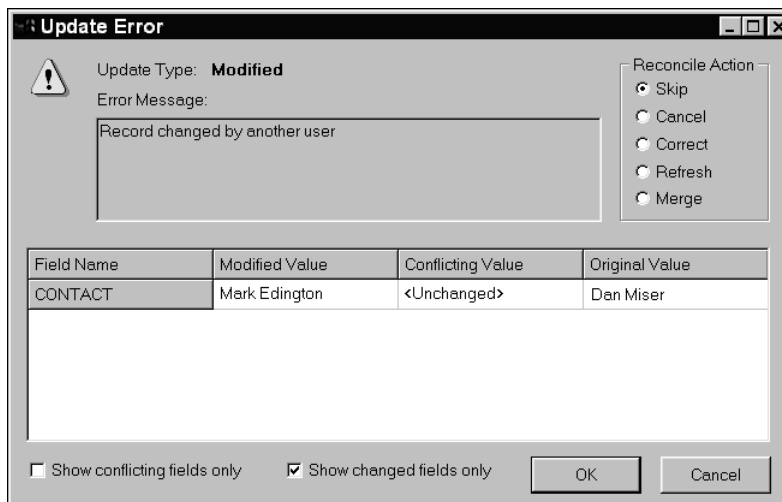 Update Error
Update Type: Modified
Error Message:
Record changed by another user
Reconcile Action
Skip
Cancel
Correct
Refresh
Merge
Field Name Modified Value Conflicting Value Original Value
CONTACT Mark Edington <Unchanged> Dan Miser
Show conflicting fields only Show changed fields only OK Cancel